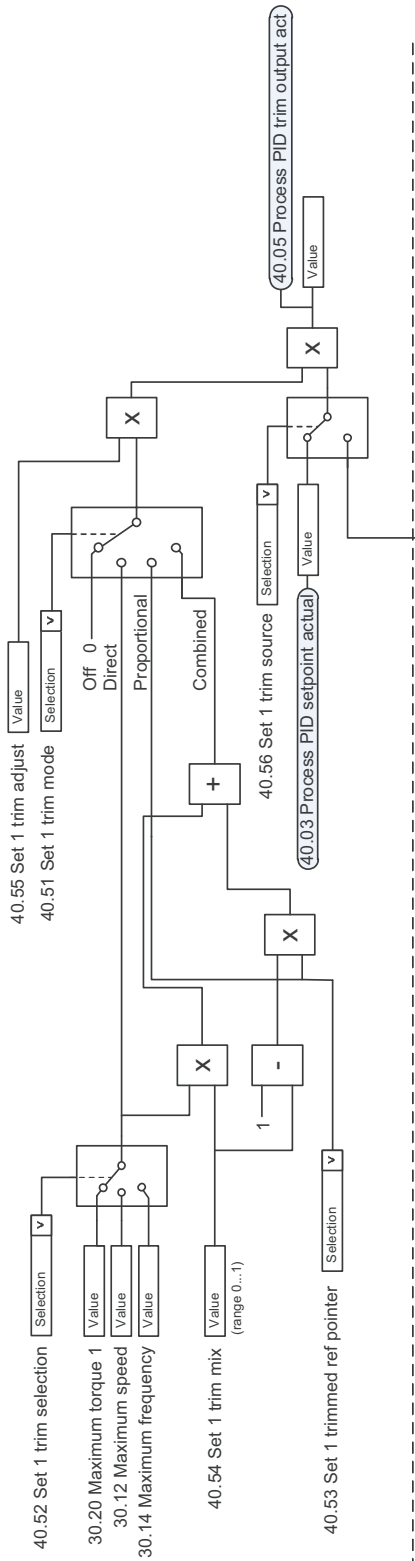 40.52 Set 1 trim selection
Selection v
30.20 Maximum torque 1
Value
30.12 Maximum speed
Value
30.14 Maximum frequency
Value
40.54 Set 1 trim mix
Value
(range 0...1)
40.53 Set 1 trimmed ref pointer
Selection v
1
-
x
x
+
40.55 Set 1 trim adjust
Value
40.51 Set 1 trim mode
Selection v
Off 0
Direct
Proportional
Combined
x
40.56 Set 1 trim source
Selection v
40.03 Process PID setpoint actual
Value
x
40.05 Process PID trim output act
Value